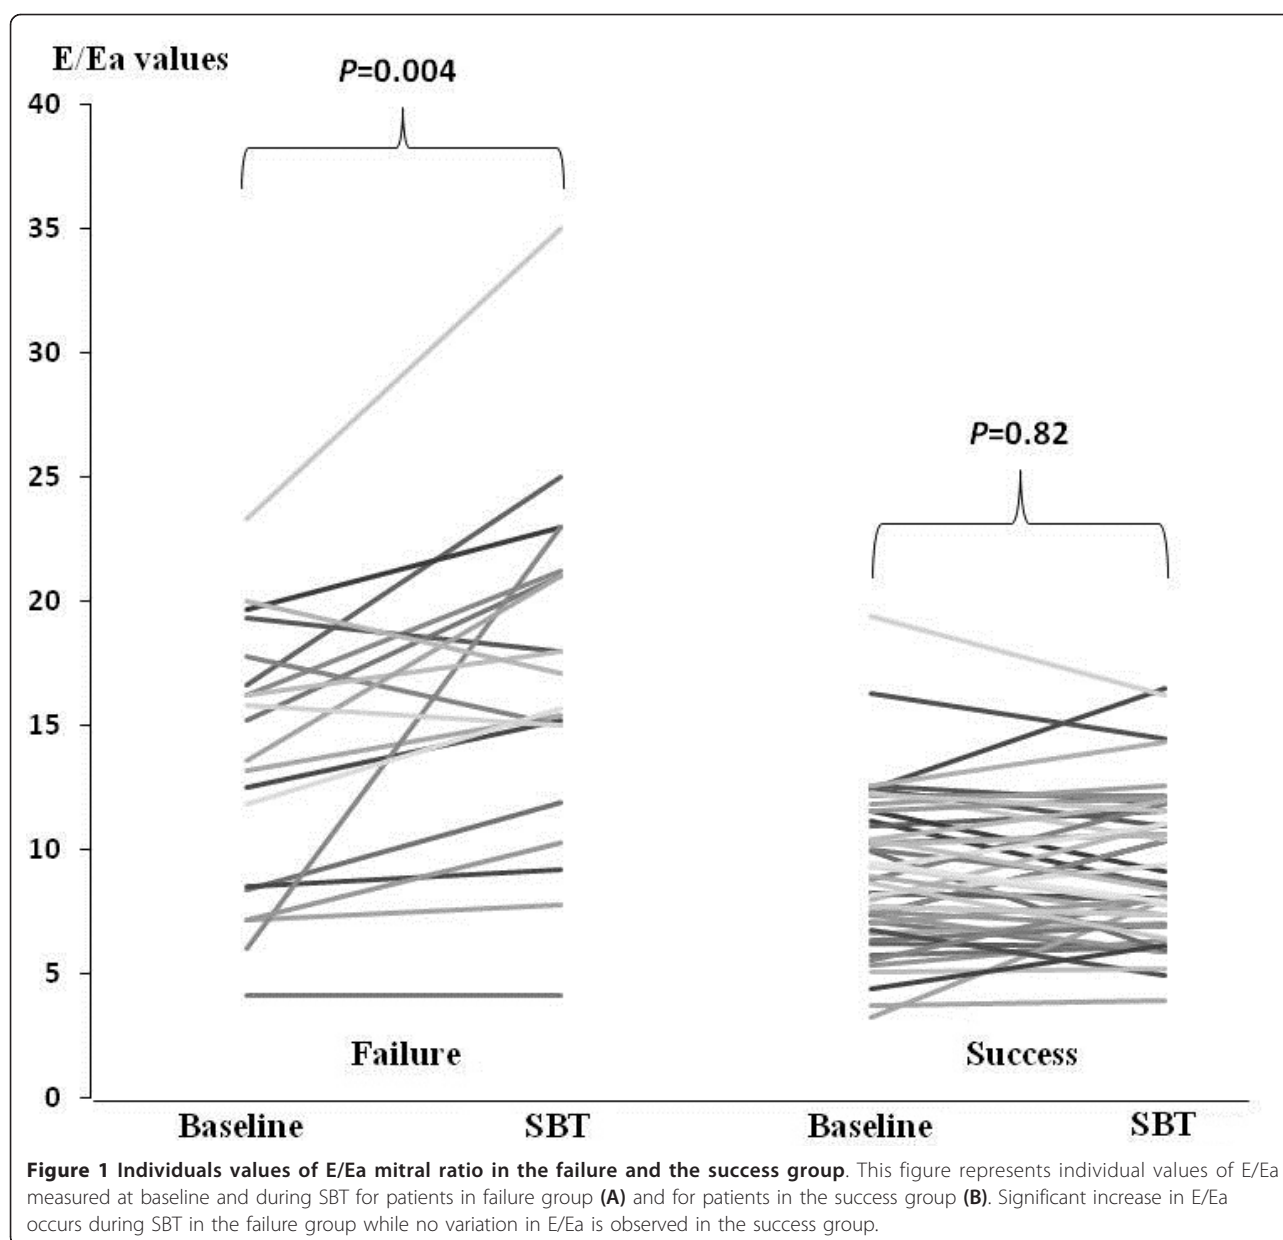 E/Ea values
P=0.004
40
35
30
25
P=0.82
20
15
10
5
Failure
Success
0
Baseline
SBT
Baseline
SBT
Figure 1 Individuals values of E/Ea mitral ratio in the failure and the success group. This figure represents individual values of E/Ea
measured at baseline and during SBT for patients in failure group (A) and for patients in the success group (B). Significant increase in E/Ea
occurs during SBT in the failure group while no variation in E/Ea is observed in the success group.